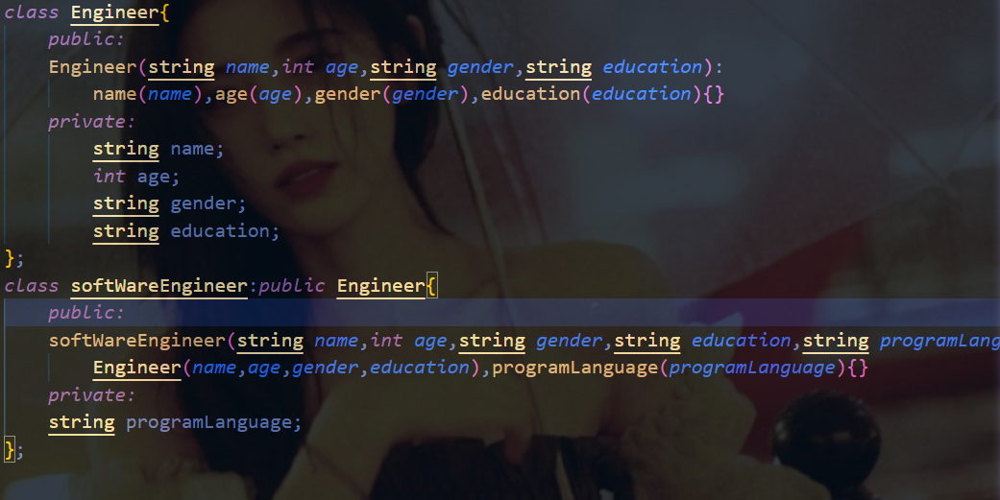 class Engineer{
public:
Engineer(string name,int age,string gender,string education):
name(name),age(age),gender(gender),education(education){}
private:
string name;
int age;
string gender;
string education;
};
class softWareEngineer:public Engineer{
public:
softWareEngineer(string name,int age,string gender,string education,string programLang
Engineer(name,age,gender,education),programLanguage(programLanguage){}
private:
string programLanguage;
};